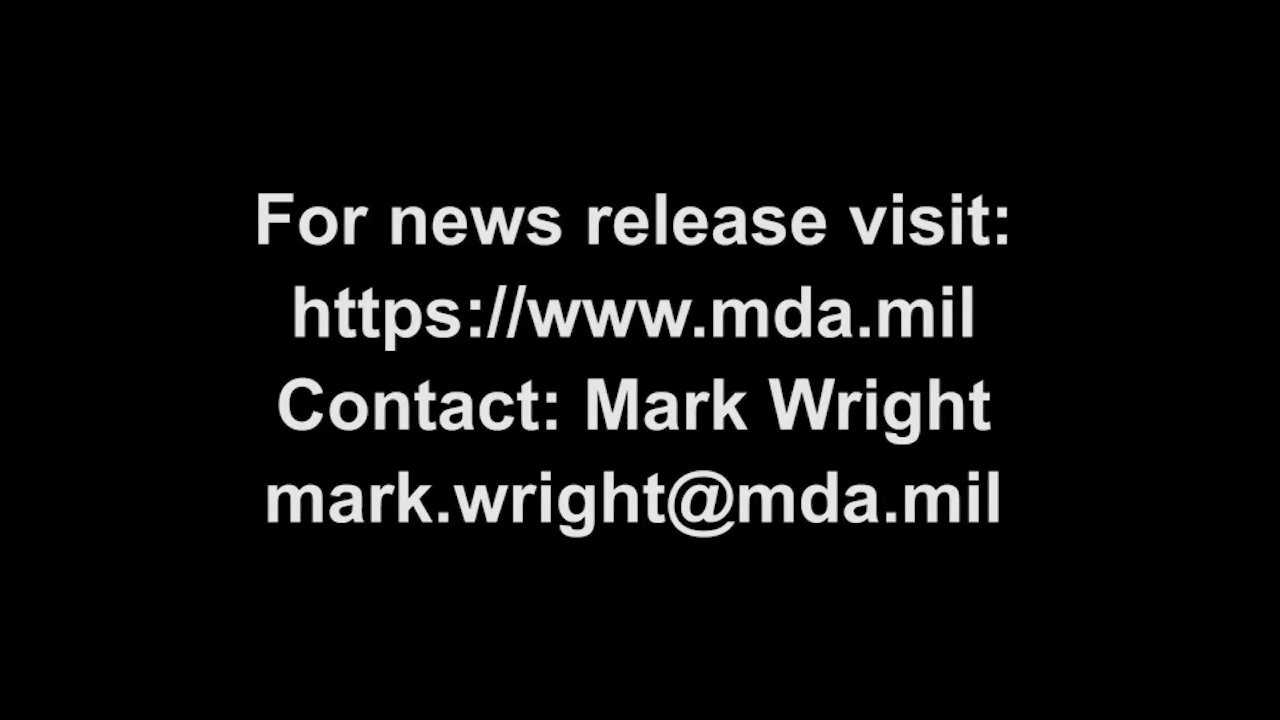 For news release visit:
https://www.mda.mil
Contact: Mark Wright
mark.wright@mda.mil